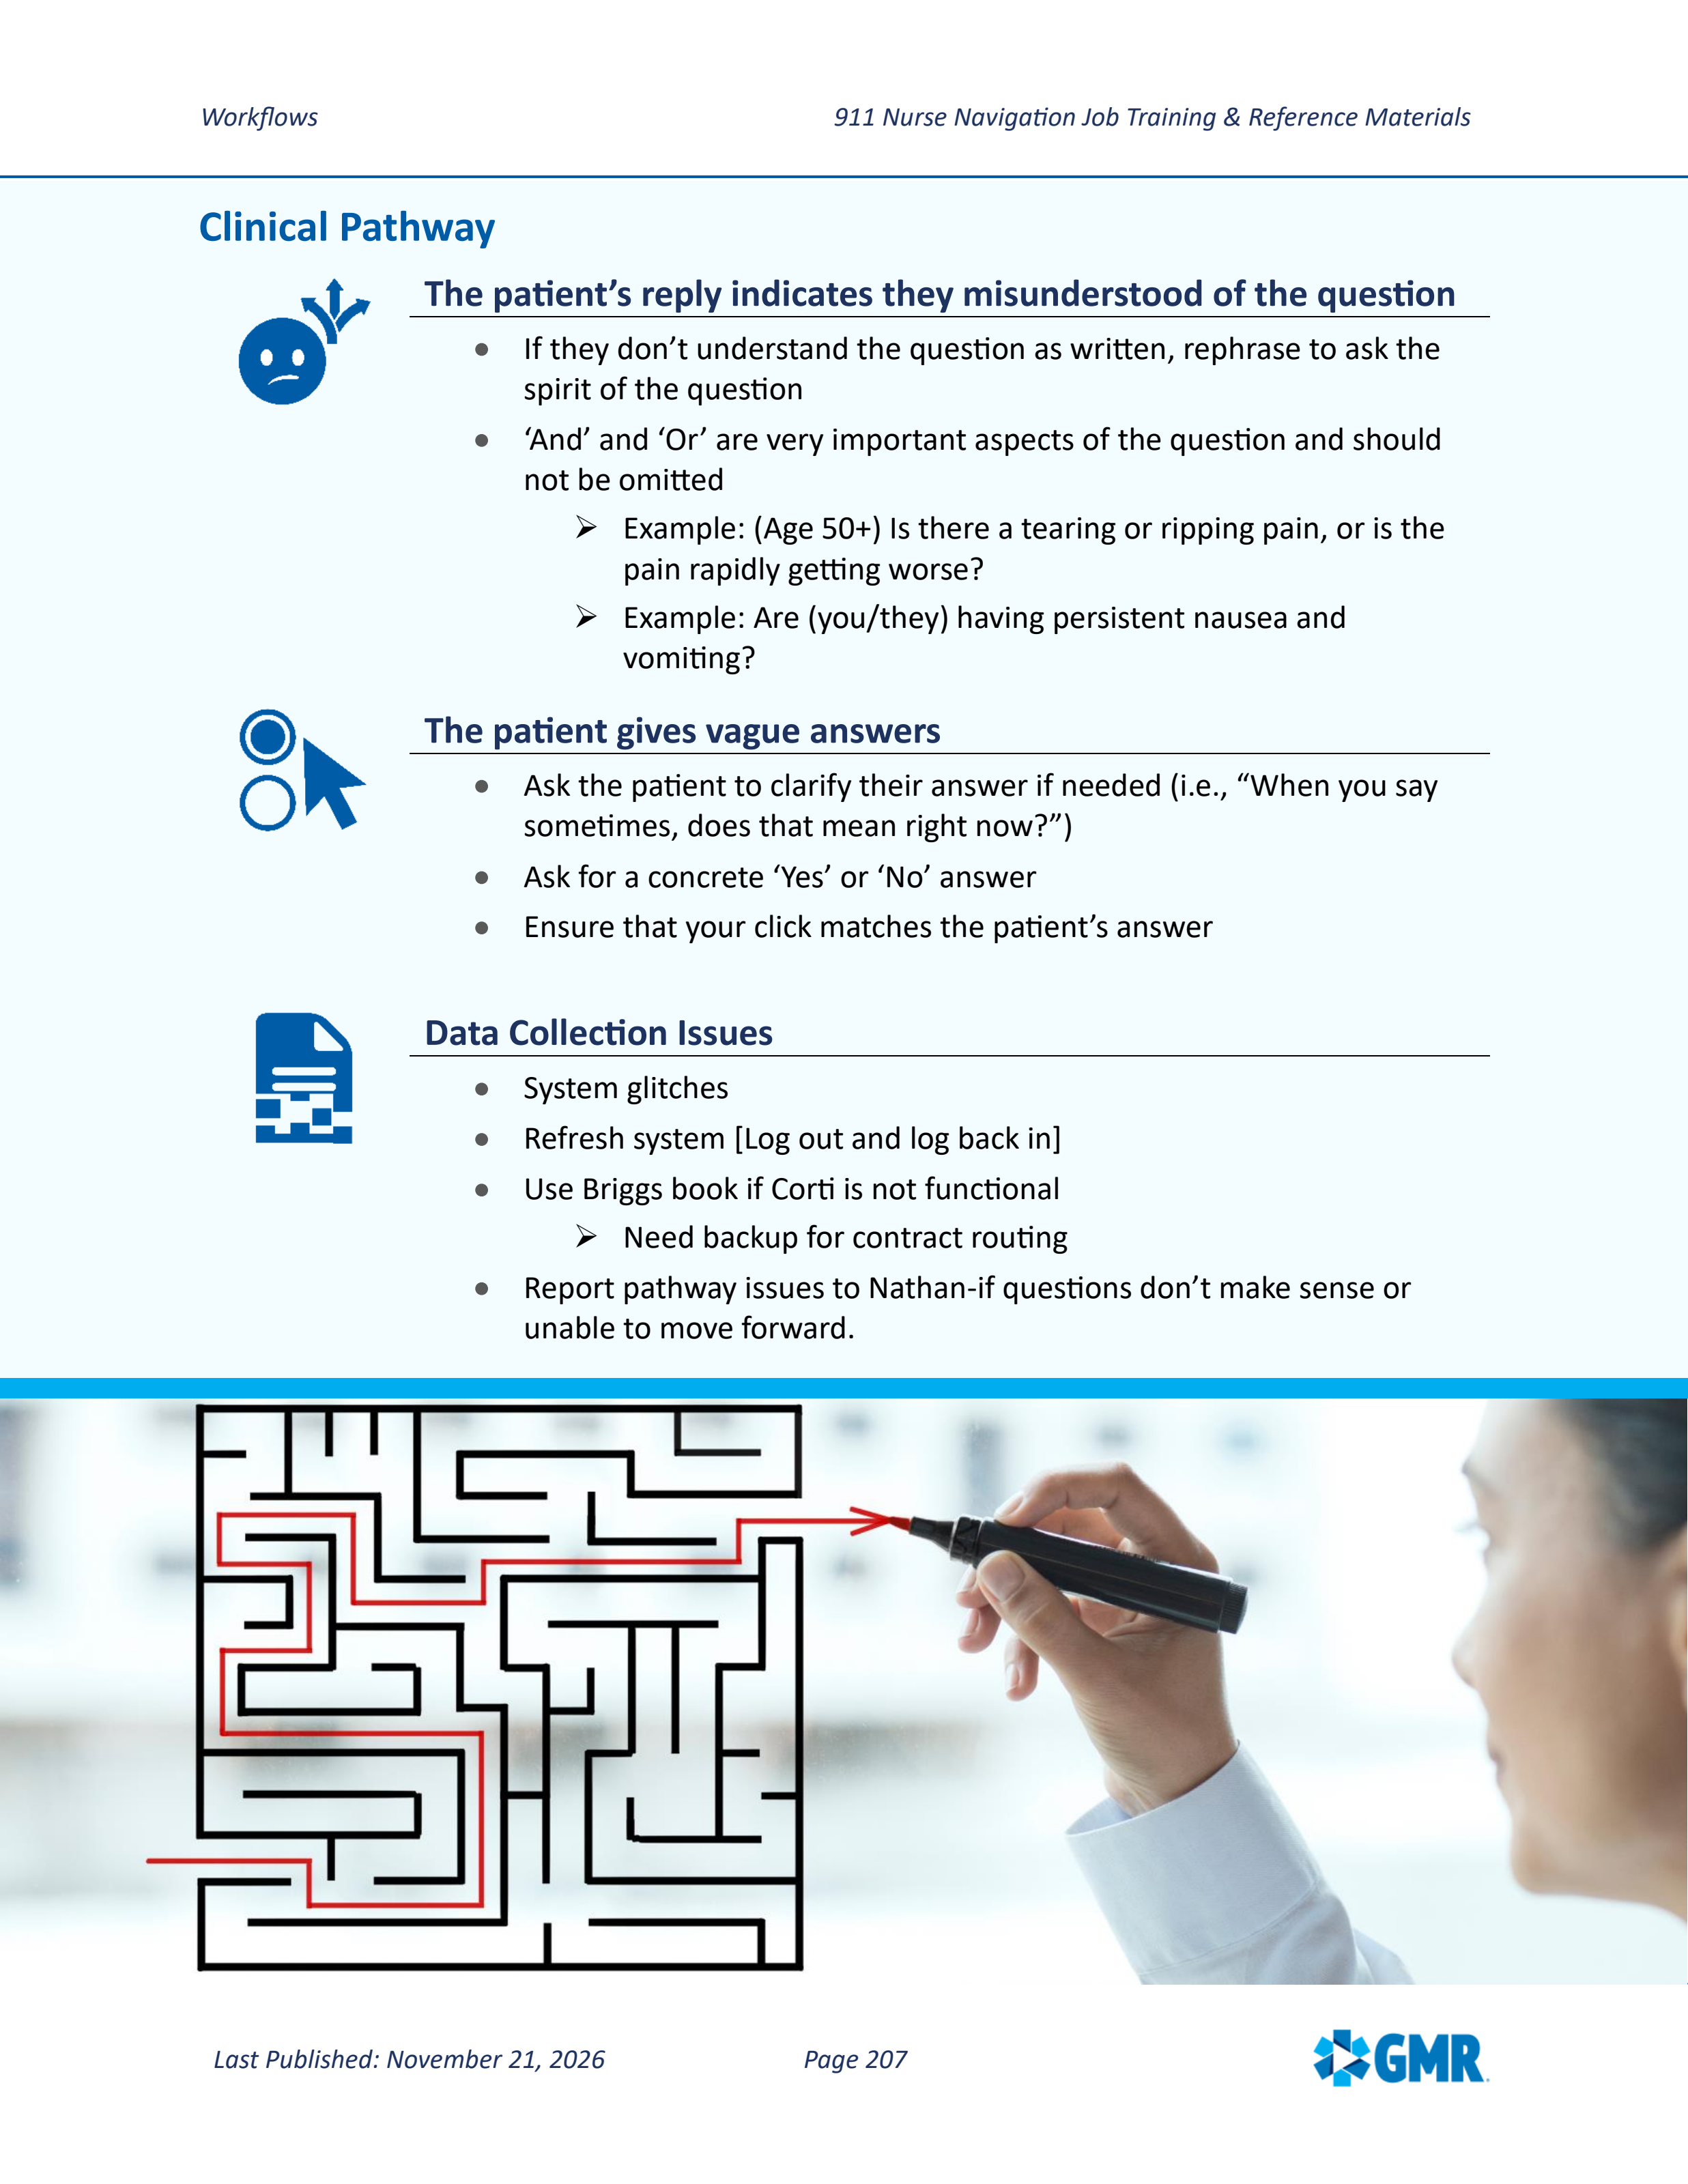 Workflows
911 Nurse Navigation Job Training & Reference Materials
Clinical Pathway
The patient’s reply indicates they misunderstood of the question
● If they don’t understand the question as written, rephrase to ask the
spirit of the question
● ‘And’ and ‘Or’ are very important aspects of the question and should
not be omitted
➢ Example: (Age 50+) Is there a tearing or ripping pain, or is the
pain rapidly getting worse?
➢ Example: Are (you/they) having persistent nausea and
vomiting?
The patient gives vague answers
● Ask the patient to clarify their answer if needed (i.e., “When you say
sometimes, does that mean right now?”)
● Ask for a concrete ‘Yes’ or ‘No’ answer
● Ensure that your click matches the patient’s answer
Data Collection Issues
● System glitches
● Refresh system [Log out and log back in]
● Use Briggs book if Corti is not functional
➢ Need backup for contract routing
● Report pathway issues to Nathan-if questions don’t make sense or
unable to move forward.
Last Published: November 21, 2026
Page 207
GMR